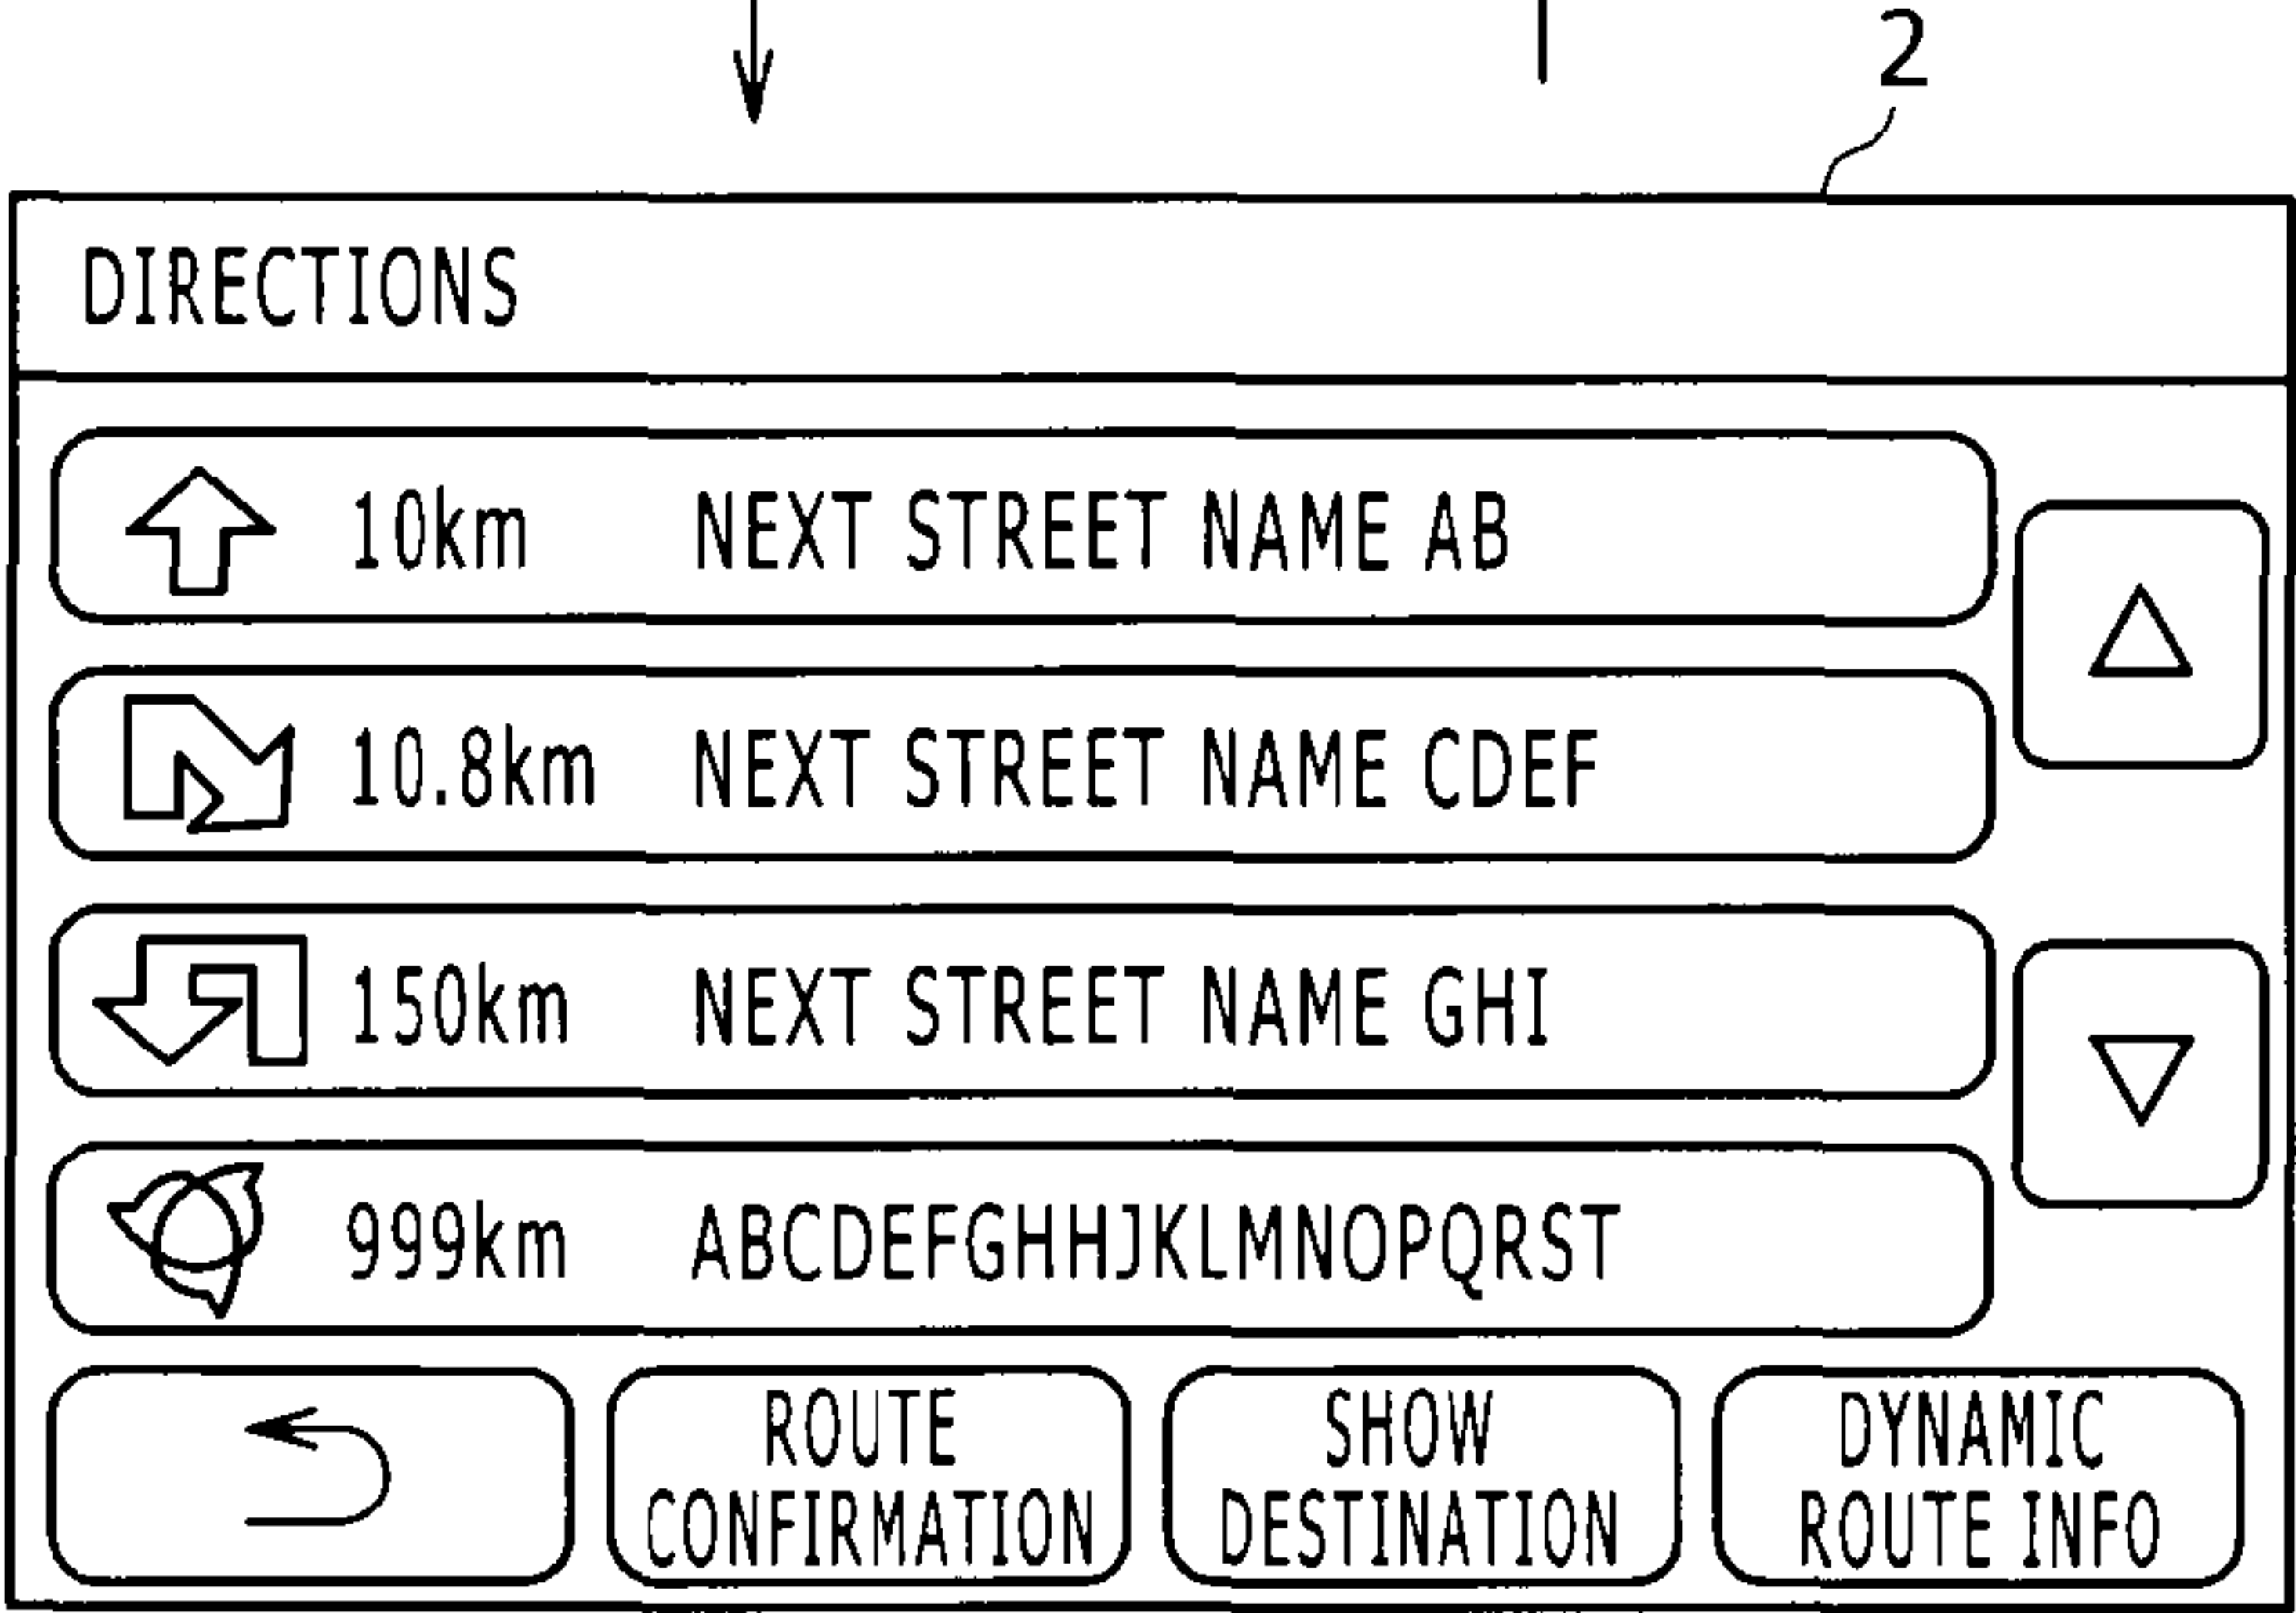 2
DIRECTIONS
10km NEXT STREET NAME AB
10.8km NEXT STREET NAME CDEF
150km NEXT STREET NAME GHI
999km ABCDEFGHHJKLMNOPQRST
ROUTE
CONFIRMATION
SHOW
DESTINATION
DYNAMIC
ROUTE INFO